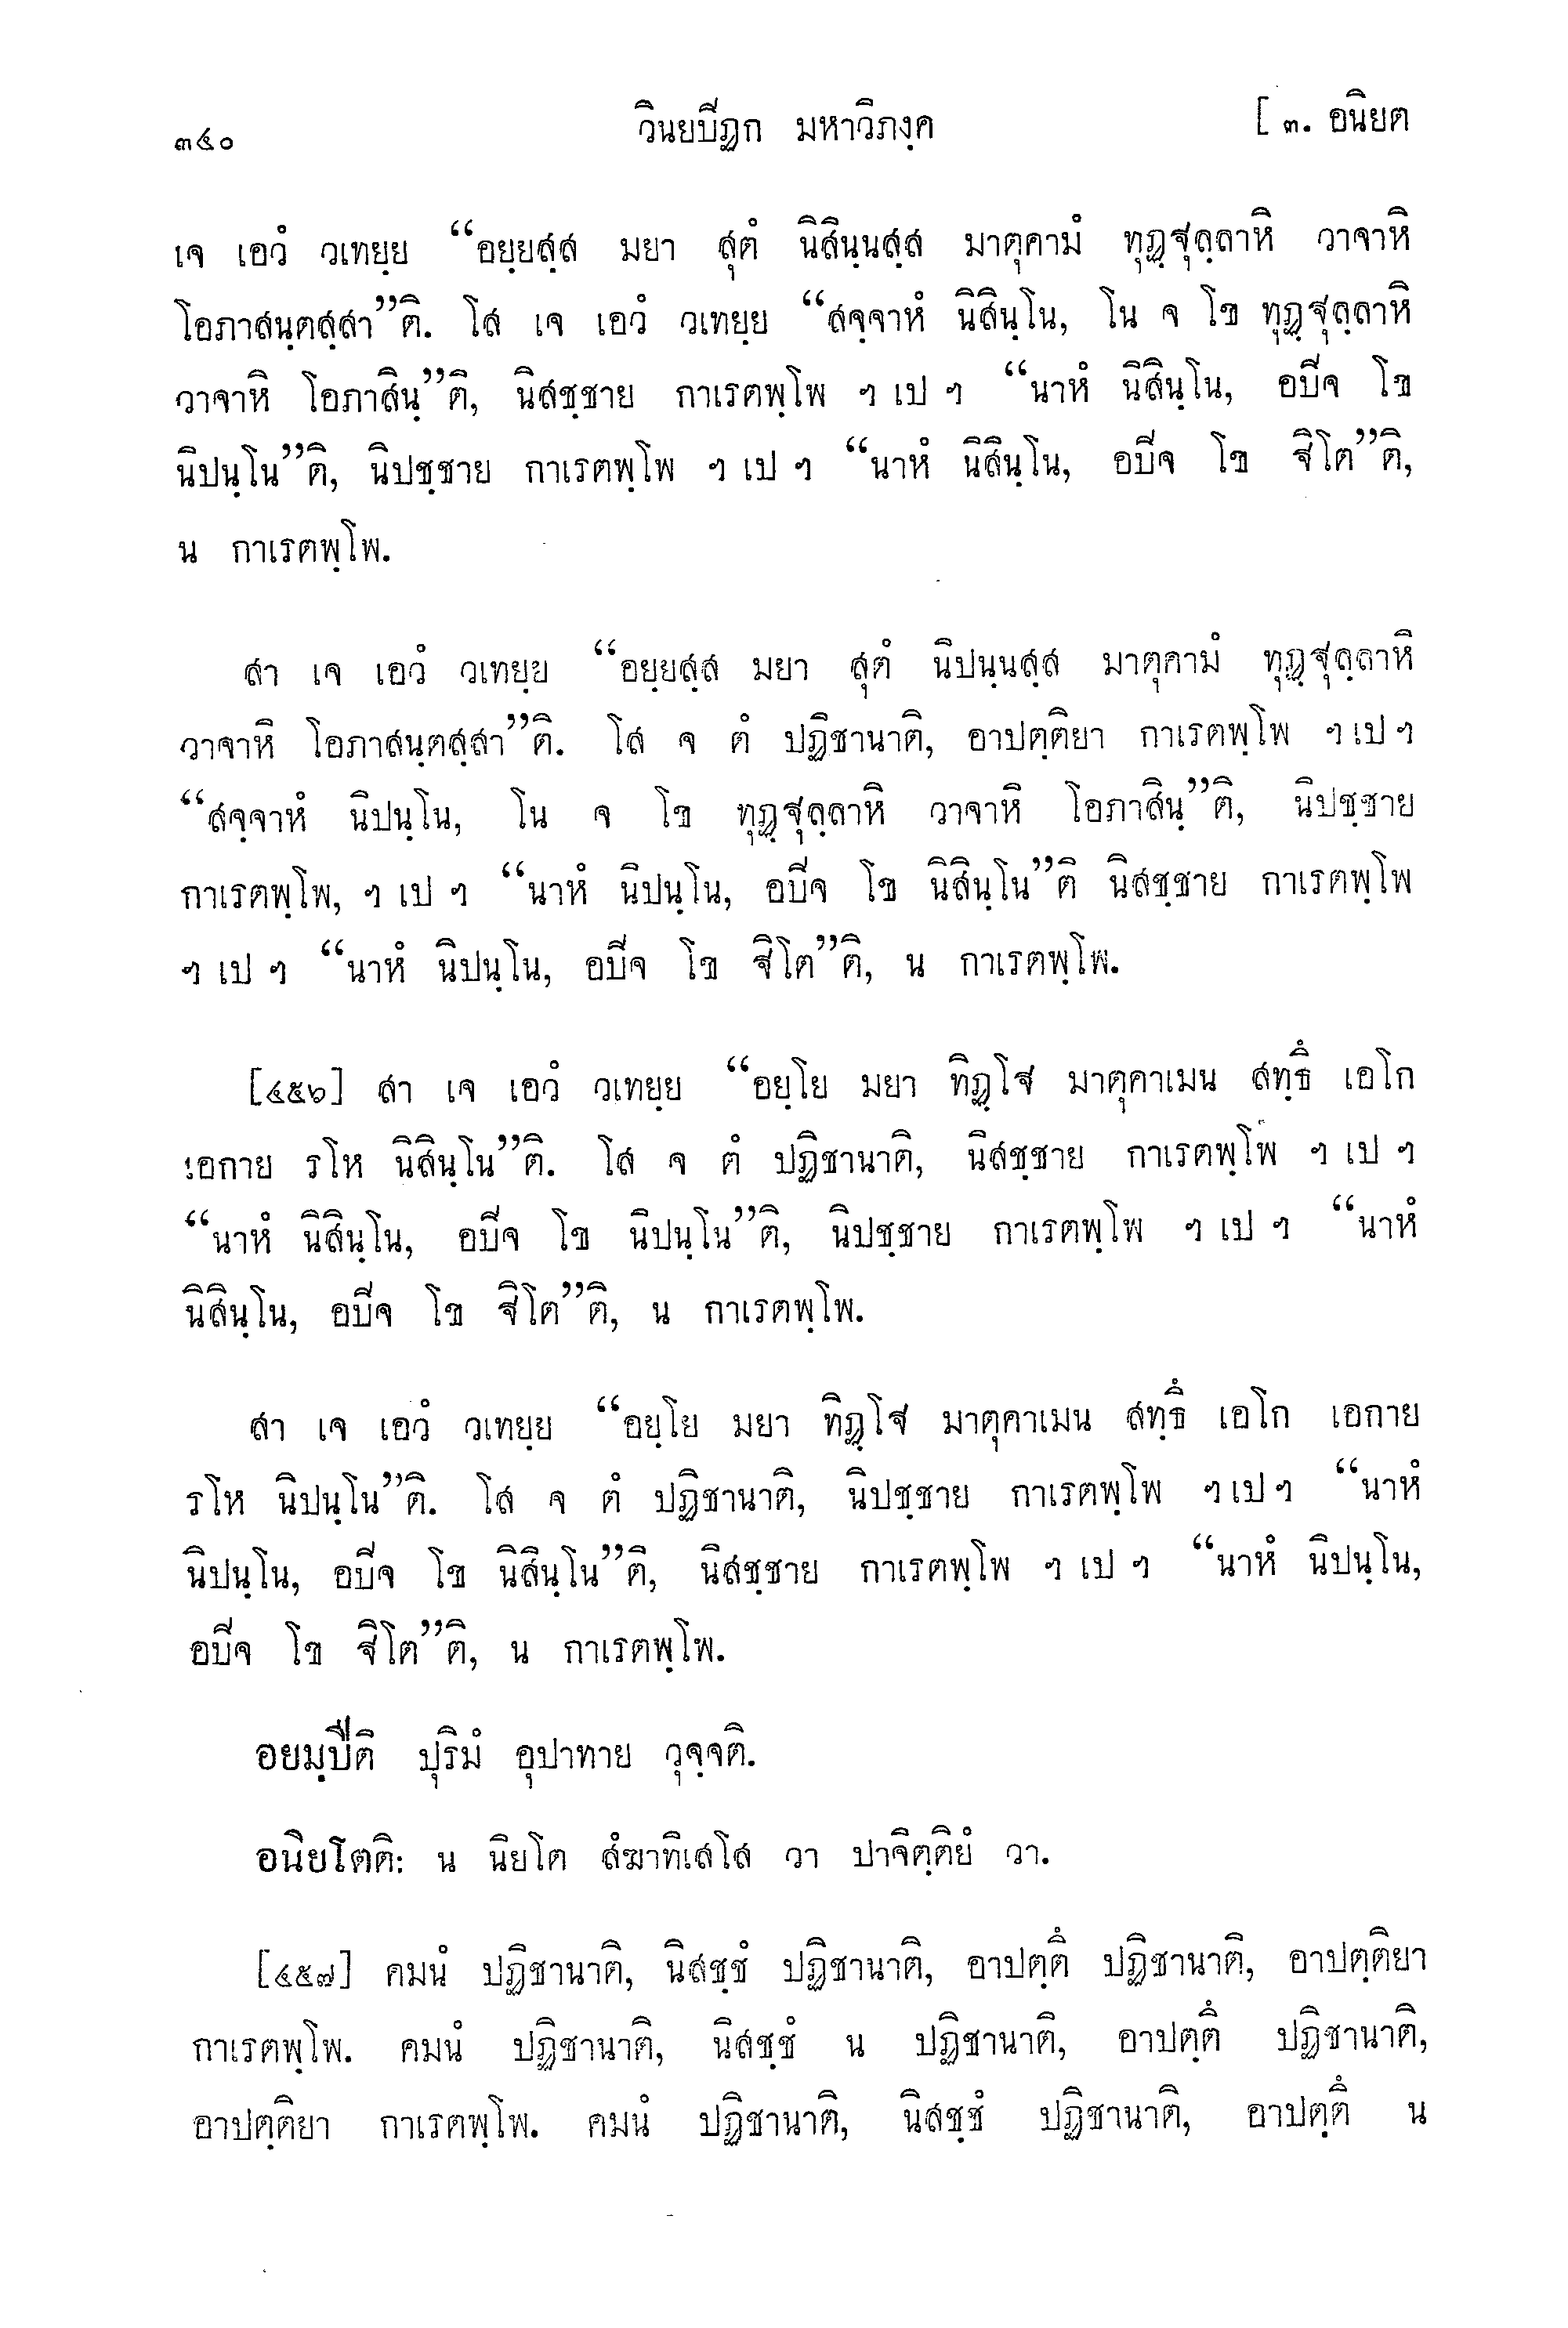 ๓๔๐ วินยปิฏก มหาวิภงฺค [ ๓. อนิยต
เจ เอวํ วเทยฺย “อยฺยสฺส มยา สุตํ นิสินฺนสฺส มาตุคามํ ทุฏฺฐุลฺลาหิ วาจาหิ
โอภาสนฺตสฺสา”ติ. โส เจ เอวํ วเทยฺย “สจฺจาหํ นิสินฺโน, โน จ โข ทุฏฺฐุลฺลาหิ
วาจาหิ โอภาสินฺ”ติ, นิสชฺชาย กาเรตพฺโพ ฯ เป ฯ “นาหํ นิสินฺโน, อปิจ โข
นิปนฺโน”ติ, นิปชฺชาย กาเรตพฺโพ ฯ เป ฯ “นาหํ นิสินฺโน, อปิจ โข ฐิโต”ติ,
น กาเรตพฺโพ.
สา เจ เอวํ วเทยฺย “อยฺยสฺส มยา สุตํ นิปนฺนสฺส มาตุคามํ ทุฏฺฐุลฺลาหิ
วาจาหิ โอภาสนฺตสฺสา”ติ. โส จ ตํ ปฏิชานาติ, อาปตฺติยา กาเรตพฺโพ ฯ เป ฯ
“สจฺจาหํ นิปนฺโน, โน จ โข ทุฏฺฐุลฺลาหิ วาจาหิ โอภาสินฺ”ติ, นิปชฺชาย
กาเรตพฺโพ, ฯ เป ฯ “นาหํ นิปนฺโน, อปิจ โข นิสินฺโน”ติ นิสชฺชาย กาเรตพฺโพ
ฯ เป ฯ “นาหํ นิปนฺโน, อปิจ โข ฐิโต”ติ, น กาเรตพฺโพ.
[๔๕๖] สา เจ เอวํ วเทยฺย “อยฺโย มยา ทิฏฺโฐ มาตุคาเมน สทฺธึ เอโก
เอกาย รโห นิสินฺโน”ติ. โส จ ตํ ปฏิชานาติ, นิสชฺชาย กาเรตพฺโพ ฯ เป ฯ
“นาหํ นิสินฺโน, อปิจ โข นิปนฺโน”ติ, นิปชฺชาย กาเรตพฺโพ ฯ เป ฯ “นาหํ
นิสินฺโน, อปิจ โข ฐิโต”ติ, น กาเรตพฺโพ.
สา เจ เอวํ วเทยฺย “อยฺโย มยา ทิฏฺโฐ มาตุคาเมน สทฺธึ เอโก เอกาย
รโห นิปนฺโน”ติ. โส จ ตํ ปฏิชานาติ, นิปชฺชาย กาเรตพฺโพ ฯ เป ฯ “นาหํ
นิปนฺโน, อปิจ โข นิสินฺโน”ติ, นิสชฺชาย กาเรตพฺโพ ฯ เป ฯ “นาหํ นิปนฺโน,
อปิจ โข ฐิโต”ติ, น กาเรตพฺโพ.
อยมฺปีติ ปุริมํ อุปาทาย วุจฺจติ.
อนิยโตติ: น นิยโต สํฆาทิเสโส วา ปาจิตฺติยํ วา.
[๔๕๗] คมนํ ปฏิชานาติ, นิสชฺชํ ปฏิชานาติ, อาปตฺตึ ปฏิชานาติ, อาปตฺติยา
กาเรตพฺโพ. คมนํ ปฏิชานาติ, นิสชฺชํ น ปฏิชานาติ, อาปตฺตึ ปฏิชานาติ,
อาปตฺติยา กาเรตพฺโพ. คมนํ ปฏิชานาติ, นิสชฺชํ ปฏิชานาติ, อาปตฺตึ น